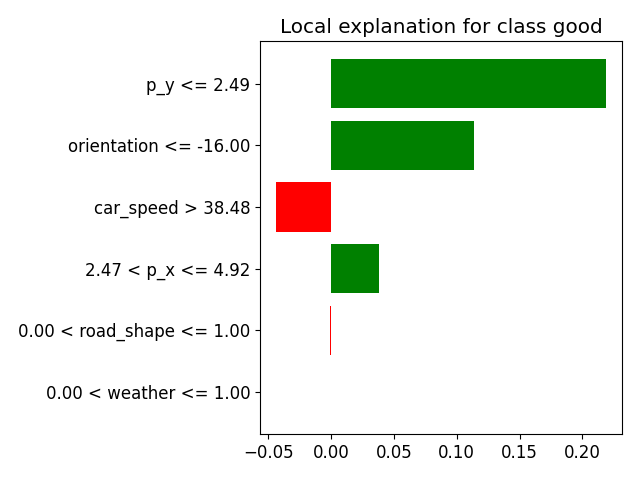 Local explanation for class good
p_y <= 2.49
orientation <= -16.00
car_speed > 38.48
2.47 < p_x <= 4.92
0.00 < road_shape <= 1.00
0.00 < weather <= 1.00
−0.05 0.00 0.05 0.10 0.15 0.20